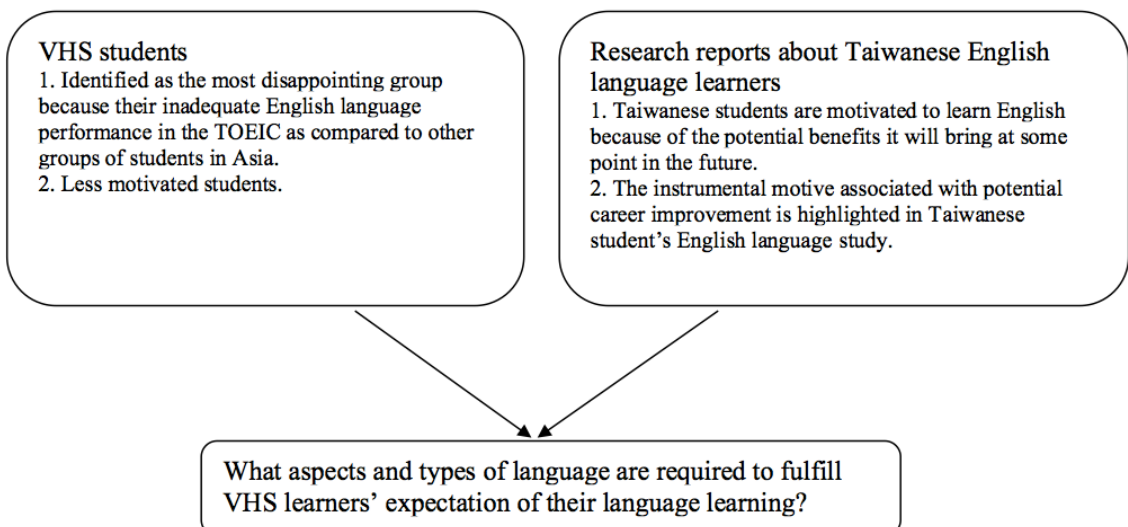 VHS students
1. Identified as the most disappointing group
because their inadequate English language
performance in the TOEIC as compared to other
groups of students in Asia.
2. Less motivated students.
Research reports about Taiwanese English
language learners
1. Taiwanese students are motivated to learn English
because of the potential benefits it will bring at some
point in the future.
2. The instrumental motive associated with potential
career improvement is highlighted in Taiwanese
student’s English language study.
What aspects and types of language are required to fulfill
VHS learners’ expectation of their language learning?